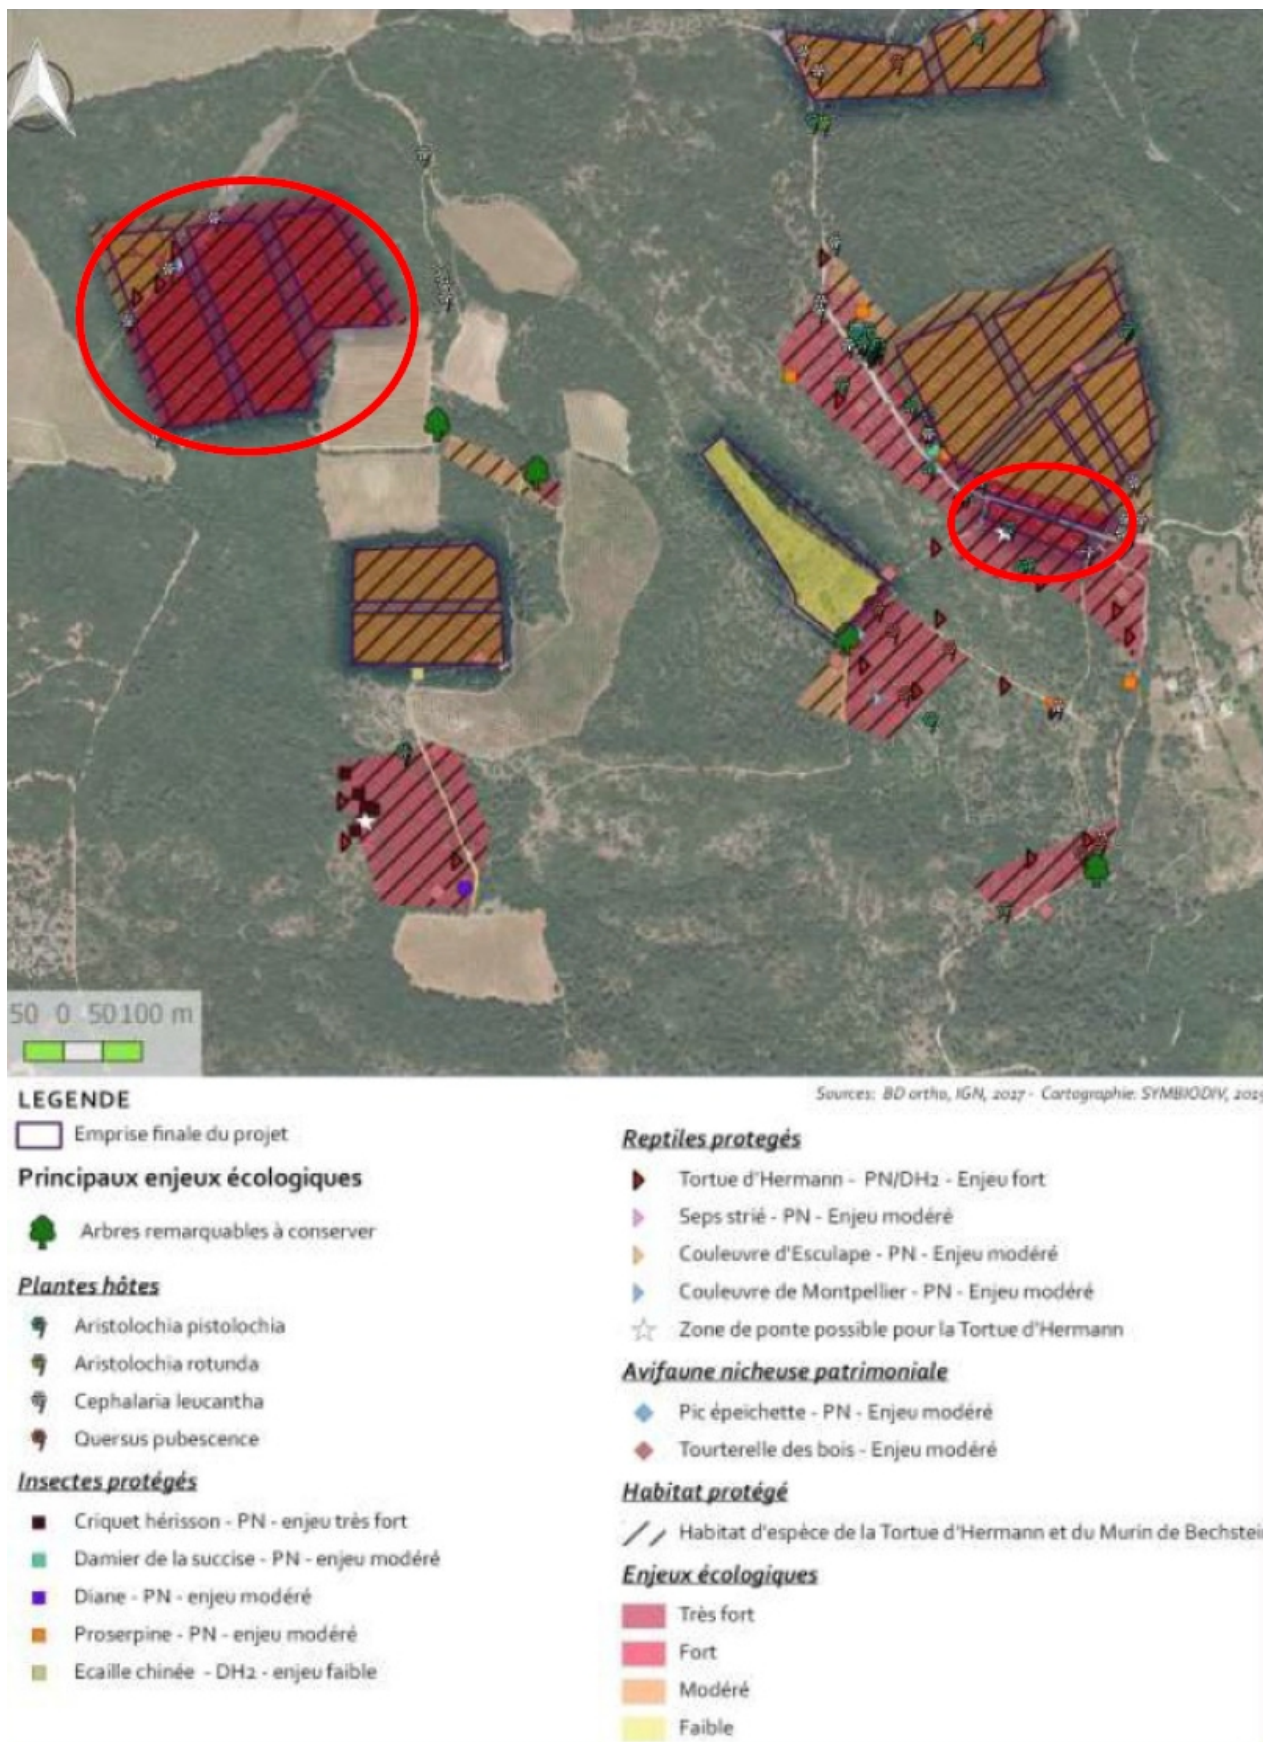 50 0 50 100 m
Sources: BD ortho, IGN, 2017 - Cartographie: SYMBIODIV, 2019
LEGENDE
Emprise finale du projet
Principaux enjeux écologiques
Arbres remarquables à conserver
Plantes hôtes
Aristolochia pistolochia
Aristolochia rotunda
Cephalaria leucantha
Quersus pubescence
Insectes protégés
Criquet hérisson - PN - enjeu très fort
Damier de la succise - PN - enjeu modéré
Diane - PN - enjeu modéré
Proserpine - PN - enjeu modéré
Ecaille chinée - DH2 - enjeu faible
Reptiles protegés
Tortue d'Hermann - PN/DH2 - Enjeu fort
Seps strié - PN - Enjeu modéré
Couleuvre d'Esculape - PN - Enjeu modéré
Couleuvre de Montpellier - PN - Enjeu modéré
Zone de ponte possible pour la Tortue d'Hermann
Avifaune nicheuse patrimoniale
Pic épeichette - PN - Enjeu modéré
Tourterelle des bois - Enjeu modéré
Habitat protégé
Habitat d'espèce de la Tortue d'Hermann et du Murin de Bechstei
Enjeux écologiques
Très fort
Fort
Modéré
Faible